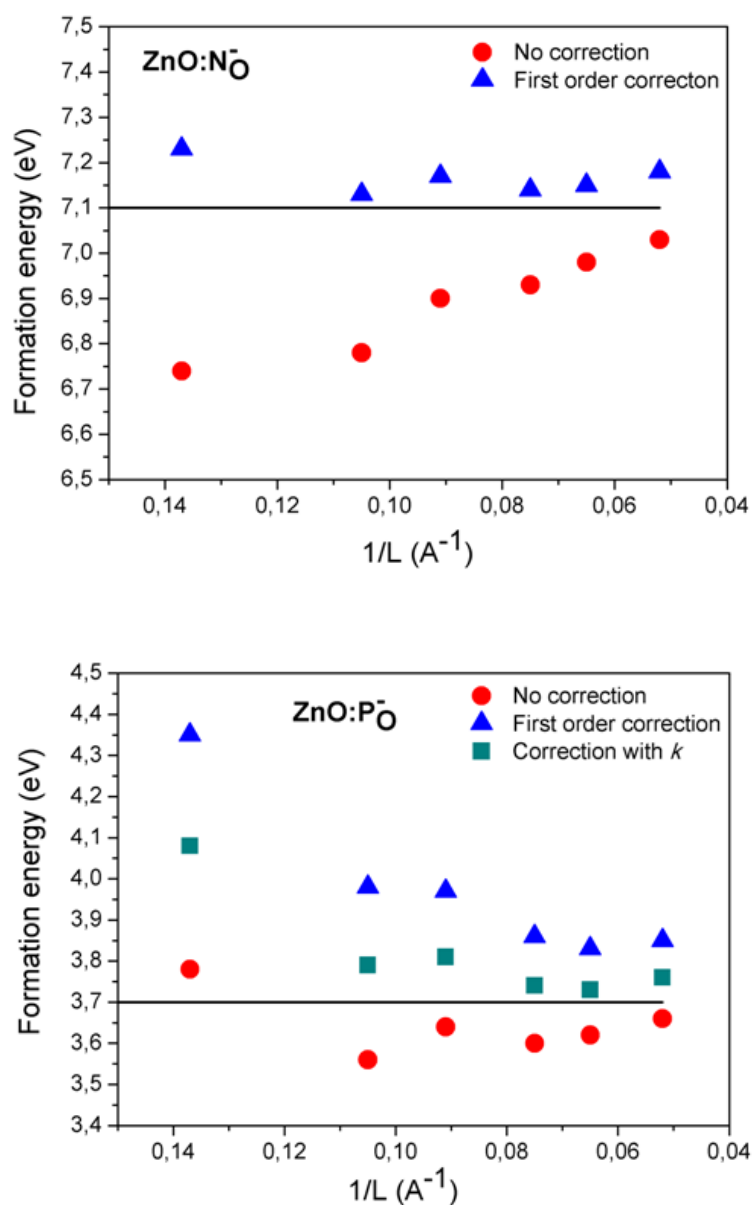 ZnO:N⁻O
No correction
First order correcton
Formation energy (eV)
7,5
7,4
7,3
7,2
7,1
7,0
6,9
6,8
6,7
6,6
6,5
0,14 0,12 0,10 0,08 0,06 0,04
1/L (A⁻¹)
ZnO:P⁻O
No correction
First order correction
Correction with k
Formation energy (eV)
4,5
4,4
4,3
4,2
4,1
4,0
3,9
3,8
3,7
3,6
3,5
3,4
0,14 0,12 0,10 0,08 0,06 0,04
1/L (A⁻¹)